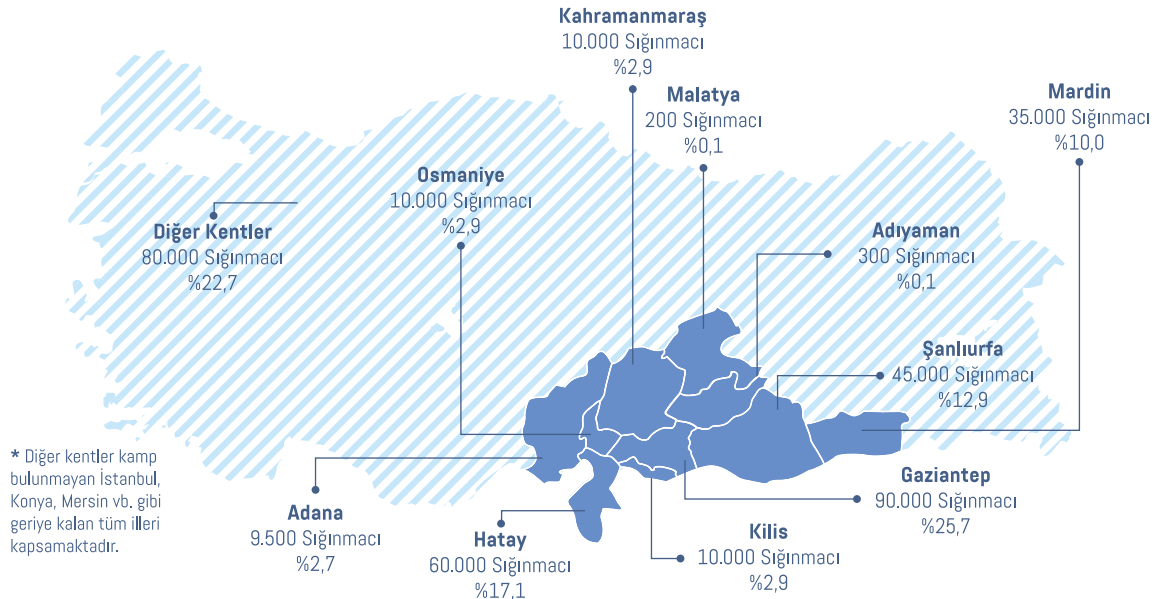 Kahramanmaraş
10.000 Sığınmacı
%2,9
Malatya
200 Sığınmacı
%0,1
Mardin
35.000 Sığınmacı
%10,0
Osmaniye
10.000 Sığınmacı
%2,9
Diğer Kentler
80.000 Sığınmacı
%22,7
Adıyaman
300 Sığınmacı
%0,1
Şanlıurfa
45.000 Sığınmacı
%12,9
* Diğer kentler kamp
bulunmayan İstanbul,
Konya, Mersin vb. gibi
geriye kalan tüm illeri
kapsamaktadır.
Adana
9.500 Sığınmacı
%2,7
Hatay
60.000 Sığınmacı
%17,1
Kilis
10.000 Sığınmacı
%2,9
Gaziantep
90.000 Sığınmacı
%25,7